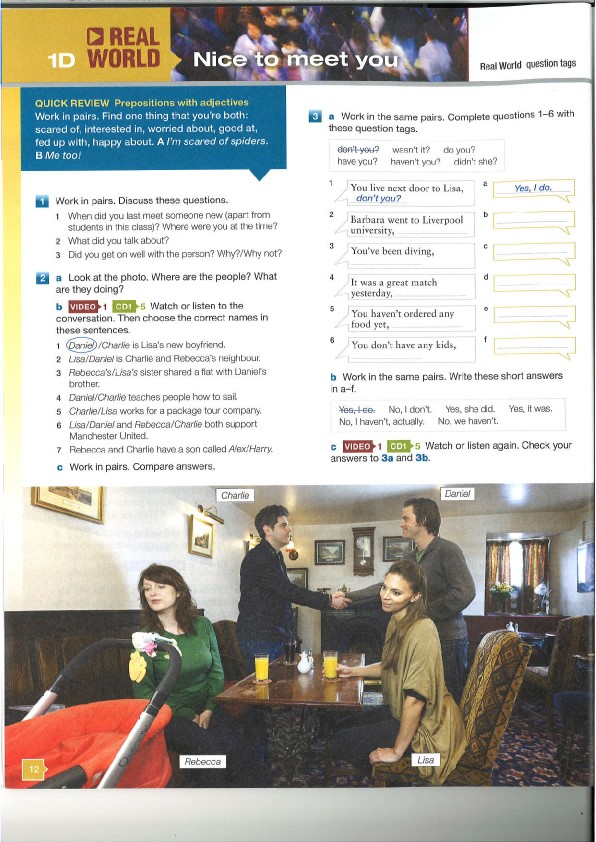 1D REAL WORLD
Nice to meet you
Real World question tags
QUICK REVIEW Prepositions with adjectives
Work in pairs. Find one thing that you're both:
scared of, interested in, worried about, good at,
fed up with, happy about. A I'm scared of spiders.
B Me too!
1 Work in pairs. Discuss these questions.
1 When did you last meet someone new (apart from
students in this class)? Where were you at the time?
2 What did you talk about?
3 Did you get on well with the person? Why?/Why not?
2 a Look at the photo. Where are the people? What
are they doing?
b VIDEO 1 CD1 5 Watch or listen to the
conversation. Then choose the correct names in
these sentences.
1 Daniel/Charlie is Lisa's new boyfriend.
2 Lisa/Daniel is Charlie and Rebecca's neighbour.
3 Rebecca's/Lisa's sister shared a flat with Daniel's
brother.
4 Daniel/Charlie teaches people how to sail.
5 Charlie/Lisa works for a package tour company.
6 Lisa/Daniel and Rebecca/Charlie both support
Manchester United.
7 Rebecca and Charlie have a son called Alex/Harry.
c Work in pairs. Compare answers.
3 a Work in the same pairs. Complete questions 1–6 with
these question tags.
don't you? wasn't it? do you?
have you? haven't you? didn't she?
1 You live next door to Lisa,
don't you?
a Yes, I do.
2 Barbara went to Liverpool
university,
b
3 You've been diving,
c
4 It was a great match
yesterday,
d
5 You haven't ordered any
food yet,
e
6 You don't have any kids,
f
b Work in the same pairs. Write these short answers
in a–f.
Yes, I do. No, I don't. Yes, she did. Yes, it was.
No, I haven't, actually. No, we haven't.
c VIDEO 1 CD1 5 Watch or listen again. Check your
answers to 3a and 3b.
Charlie
Daniel
Rebecca
Lisa
12